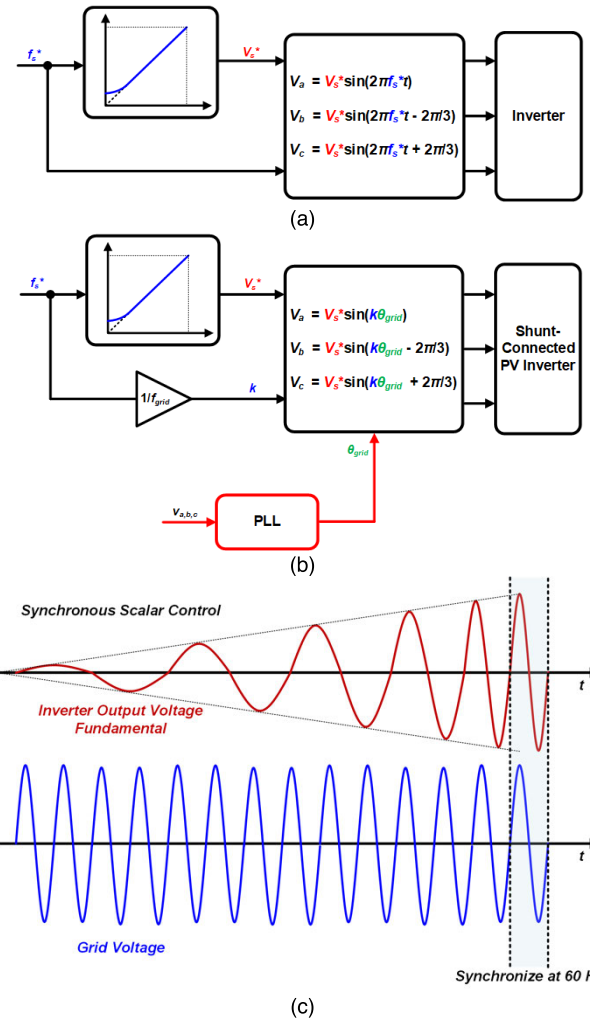 fs* Vs*
Va = Vs*sin(2πfs*t)
Vb = Vs*sin(2πfs*t - 2π/3)
Vc = Vs*sin(2πfs*t + 2π/3)
Inverter
(a)
fs* Vs*
Va = Vs*sin(kθgrid)
Vb = Vs*sin(kθgrid - 2π/3)
Vc = Vs*sin(kθgrid + 2π/3)
Shunt-
Connected
PV Inverter
1/fgrid k
θgrid
va,b,c PLL
(b)
Synchronous Scalar Control
t
Inverter Output Voltage
Fundamental
t
Grid Voltage
Synchronize at 60 H
(c)